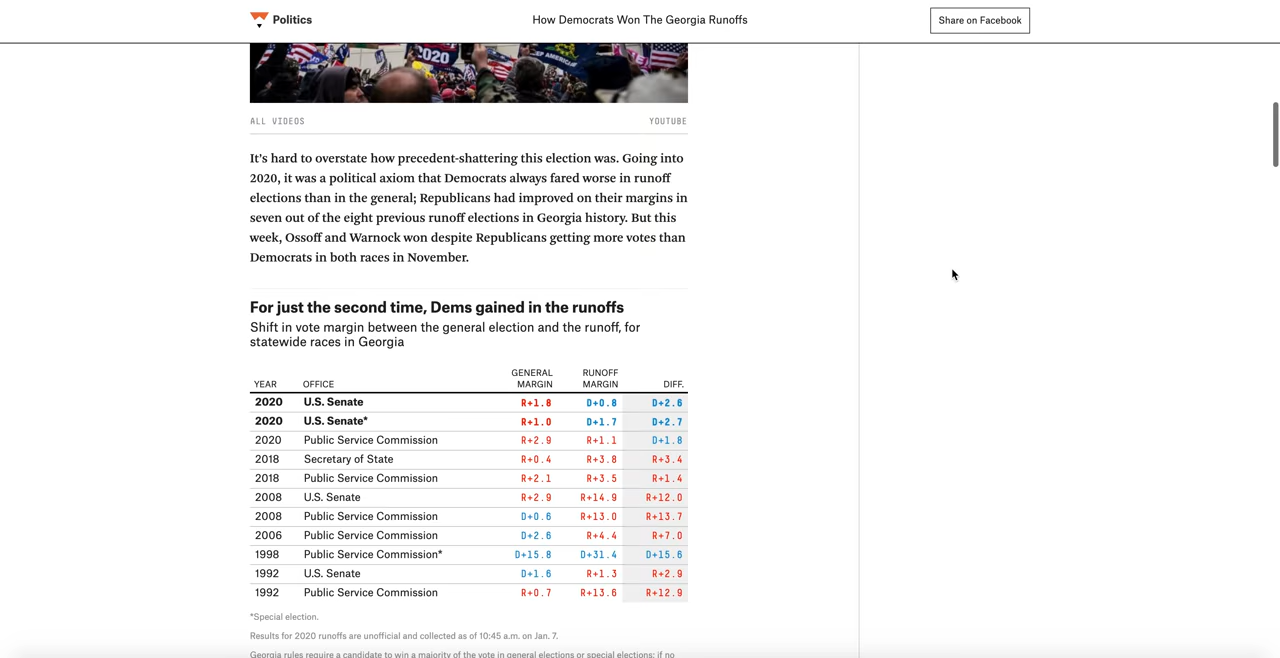 Politics
How Democrats Won The Georgia Runoffs
Share on Facebook
2020
ALL VIDEOS YOUTUBE
It's hard to overstate how precedent-shattering this election was. Going into
2020, it was a political axiom that Democrats always fared worse in runoff
elections than in the general; Republicans had improved on their margins in
seven out of the eight previous runoff elections in Georgia history. But this
week, Ossoff and Warnock won despite Republicans getting more votes than
Democrats in both races in November.
For just the second time, Dems gained in the runoffs
Shift in vote margin between the general election and the runoff, for
statewide races in Georgia
YEAR OFFICE GENERAL MARGIN RUNOFF MARGIN DIFF.
2020 U.S. Senate R+1.8 D+0.8 D+2.6
2020 U.S. Senate* R+1.0 D+1.7 D+2.7
2020 Public Service Commission R+2.9 R+1.1 D+1.8
2018 Secretary of State R+0.4 R+3.8 R+3.4
2018 Public Service Commission R+2.1 R+3.5 R+1.4
2008 U.S. Senate R+2.9 R+14.9 R+12.0
2008 Public Service Commission D+0.6 R+13.0 R+13.7
2006 Public Service Commission D+2.6 R+4.4 R+7.0
1998 Public Service Commission* D+15.8 D+31.4 D+15.6
1992 U.S. Senate D+1.6 R+1.3 R+2.9
1992 Public Service Commission R+0.7 R+13.6 R+12.9
*Special election.
Results for 2020 runoffs are unofficial and collected as of 10:45 a.m. on Jan. 7.
Georgia rules require a candidate to win a majority of the vote in general elections or special elections; if no